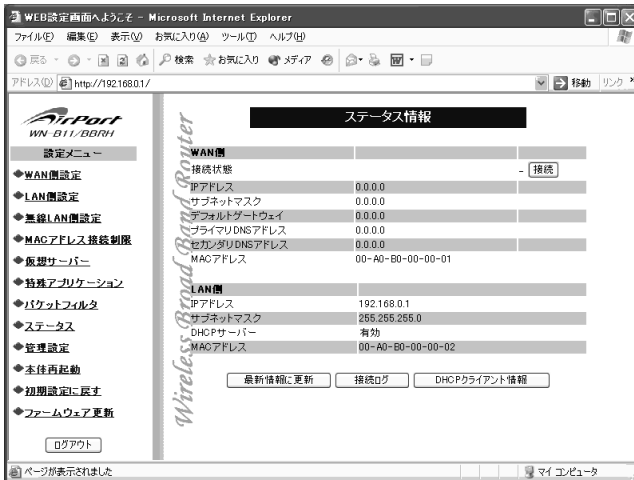 WEB設定画面へようこそ - Microsoft Internet Explorer
ファイル(F) 編集(E) 表示(V) お気に入り(A) ツール(T) ヘルプ(H)
戻る 検索 お気に入り メディア
アドレス(D) http://192.168.0.1/ 移動 リンク »
AirPort
WN-B11/BBRH
設定メニュー
WAN側設定
LAN側設定
無線LAN側設定
MACアドレス接続制限
仮想サーバー
特殊アプリケーション
パケットフィルタ
ステータス
管理設定
本体再起動
初期設定に戻す
ファームウェア更新
ログアウト
Wireless Broad Band Router
ステータス情報
WAN側
接続状態 - 接続
IPアドレス 0.0.0.0
サブネットマスク 0.0.0.0
デフォルトゲートウェイ 0.0.0.0
プライマリDNSアドレス 0.0.0.0
セカンダリDNSアドレス 0.0.0.0
MACアドレス 00-A0-B0-00-00-01
LAN側
IPアドレス 192.168.0.1
サブネットマスク 255.255.255.0
DHCPサーバー 有効
MACアドレス 00-A0-B0-00-00-02
最新情報に更新 接続ログ DHCPクライアント情報
ページが表示されました マイ コンピュータ